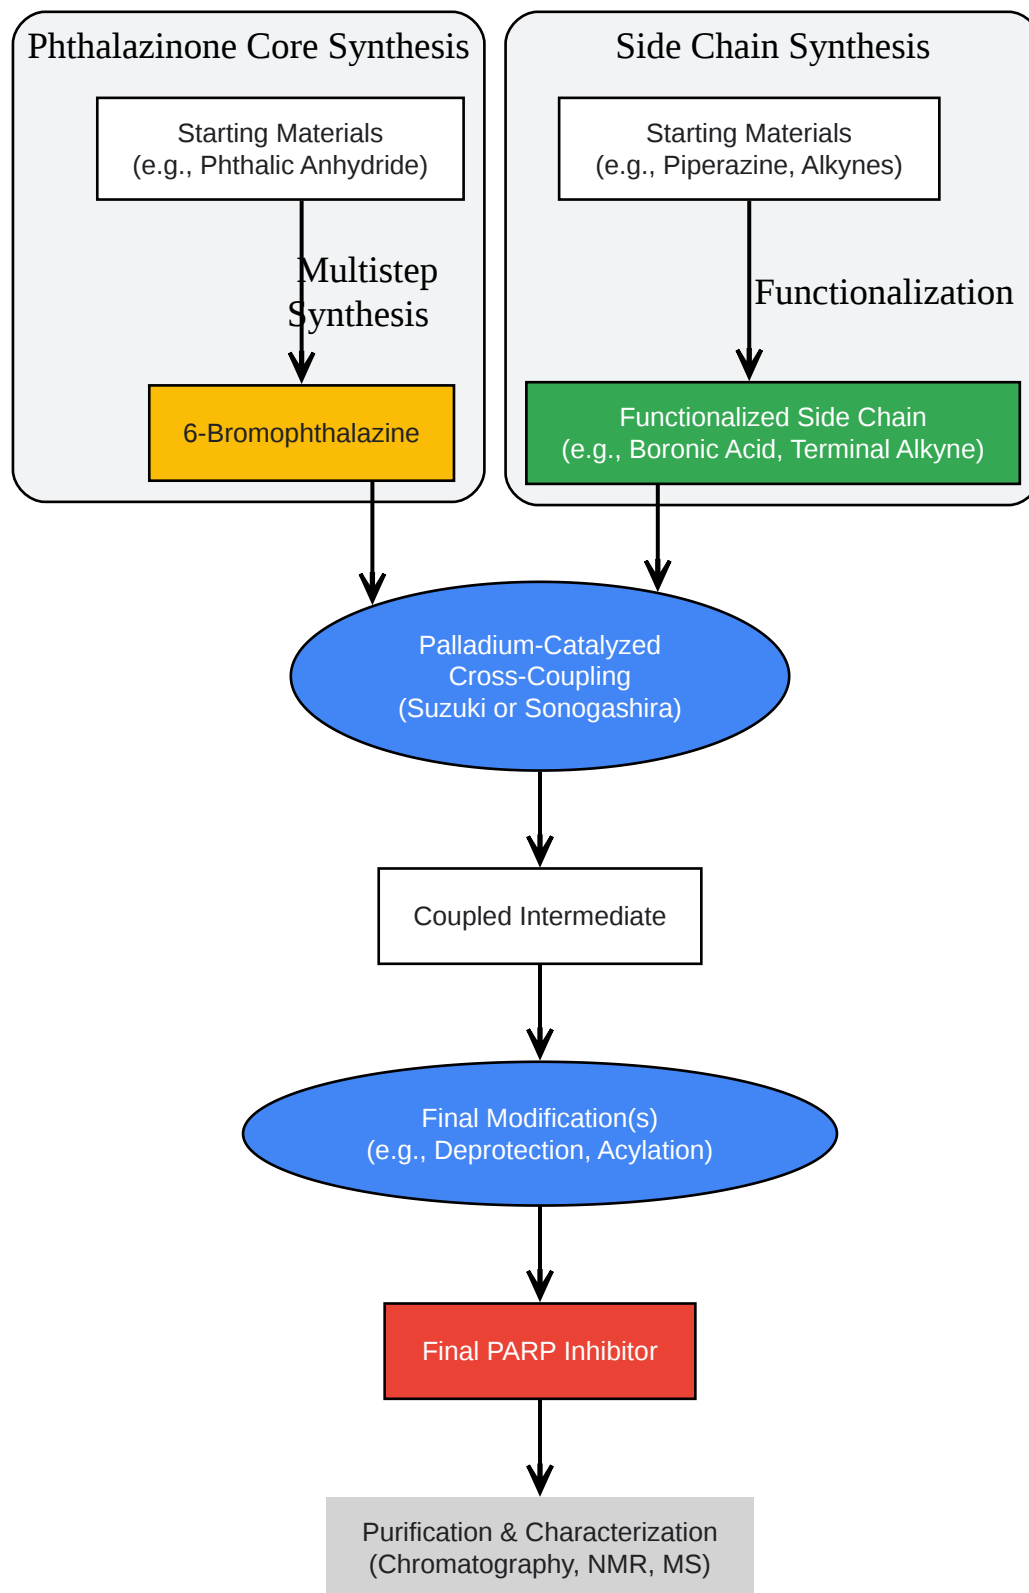 Phthalazinone Core Synthesis
Starting Materials
(e.g., Phthalic Anhydride)
Multistep
Synthesis
6-Bromophthalazine
Side Chain Synthesis
Starting Materials
(e.g., Piperazine, Alkynes)
Functionalization
Functionalized Side Chain
(e.g., Boronic Acid, Terminal Alkyne)
Palladium-Catalyzed
Cross-Coupling
(Suzuki or Sonogashira)
Coupled Intermediate
Final Modification(s)
(e.g., Deprotection, Acylation)
Final PARP Inhibitor
Purification & Characterization
(Chromatography, NMR, MS)